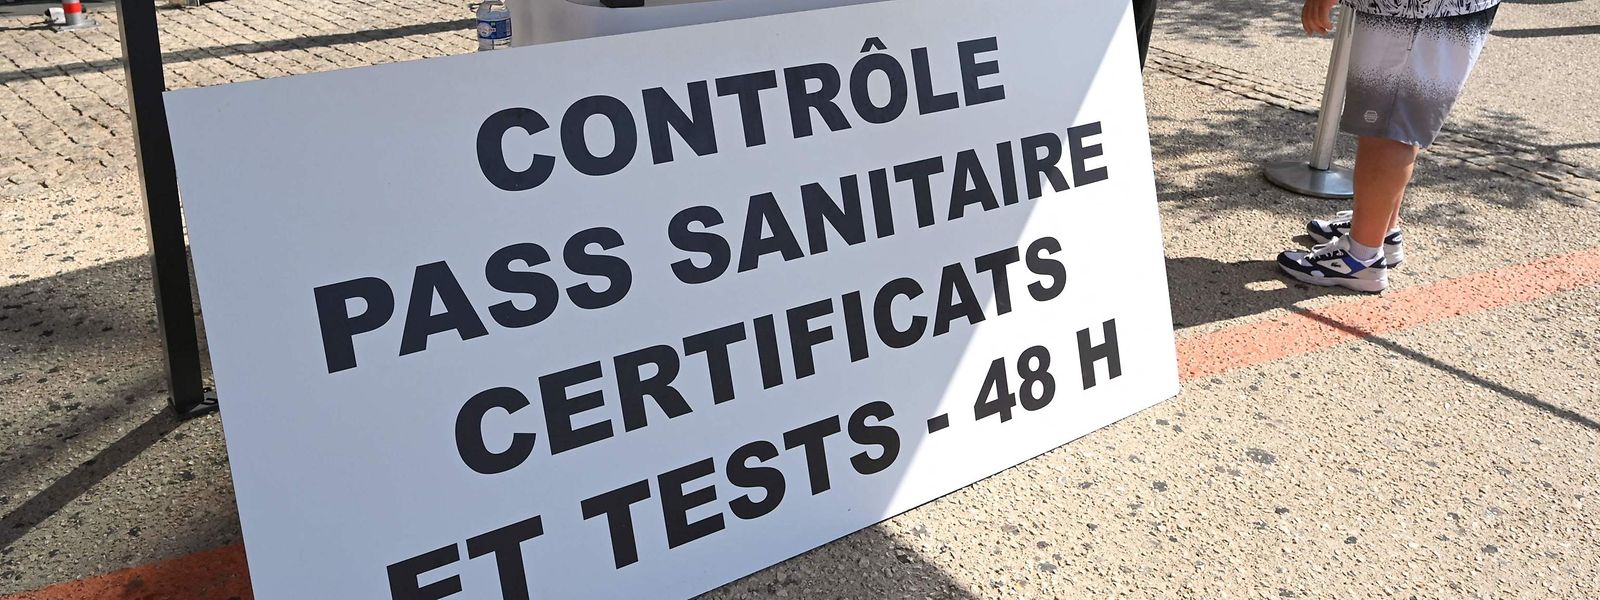 CONTRÔLE
PASS SANITAIRE
CERTIFICATS
ET TESTS - 48 H